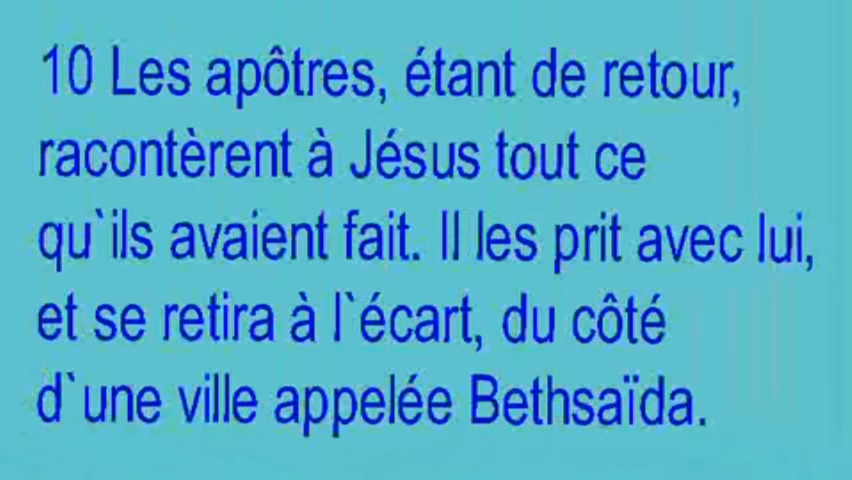 10 Les apôtres, étant de retour,
racontèrent à Jésus tout ce
qu`ils avaient fait. Il les prit avec lui,
et se retira à l`écart, du côté
d`une ville appelée Bethsaïda.